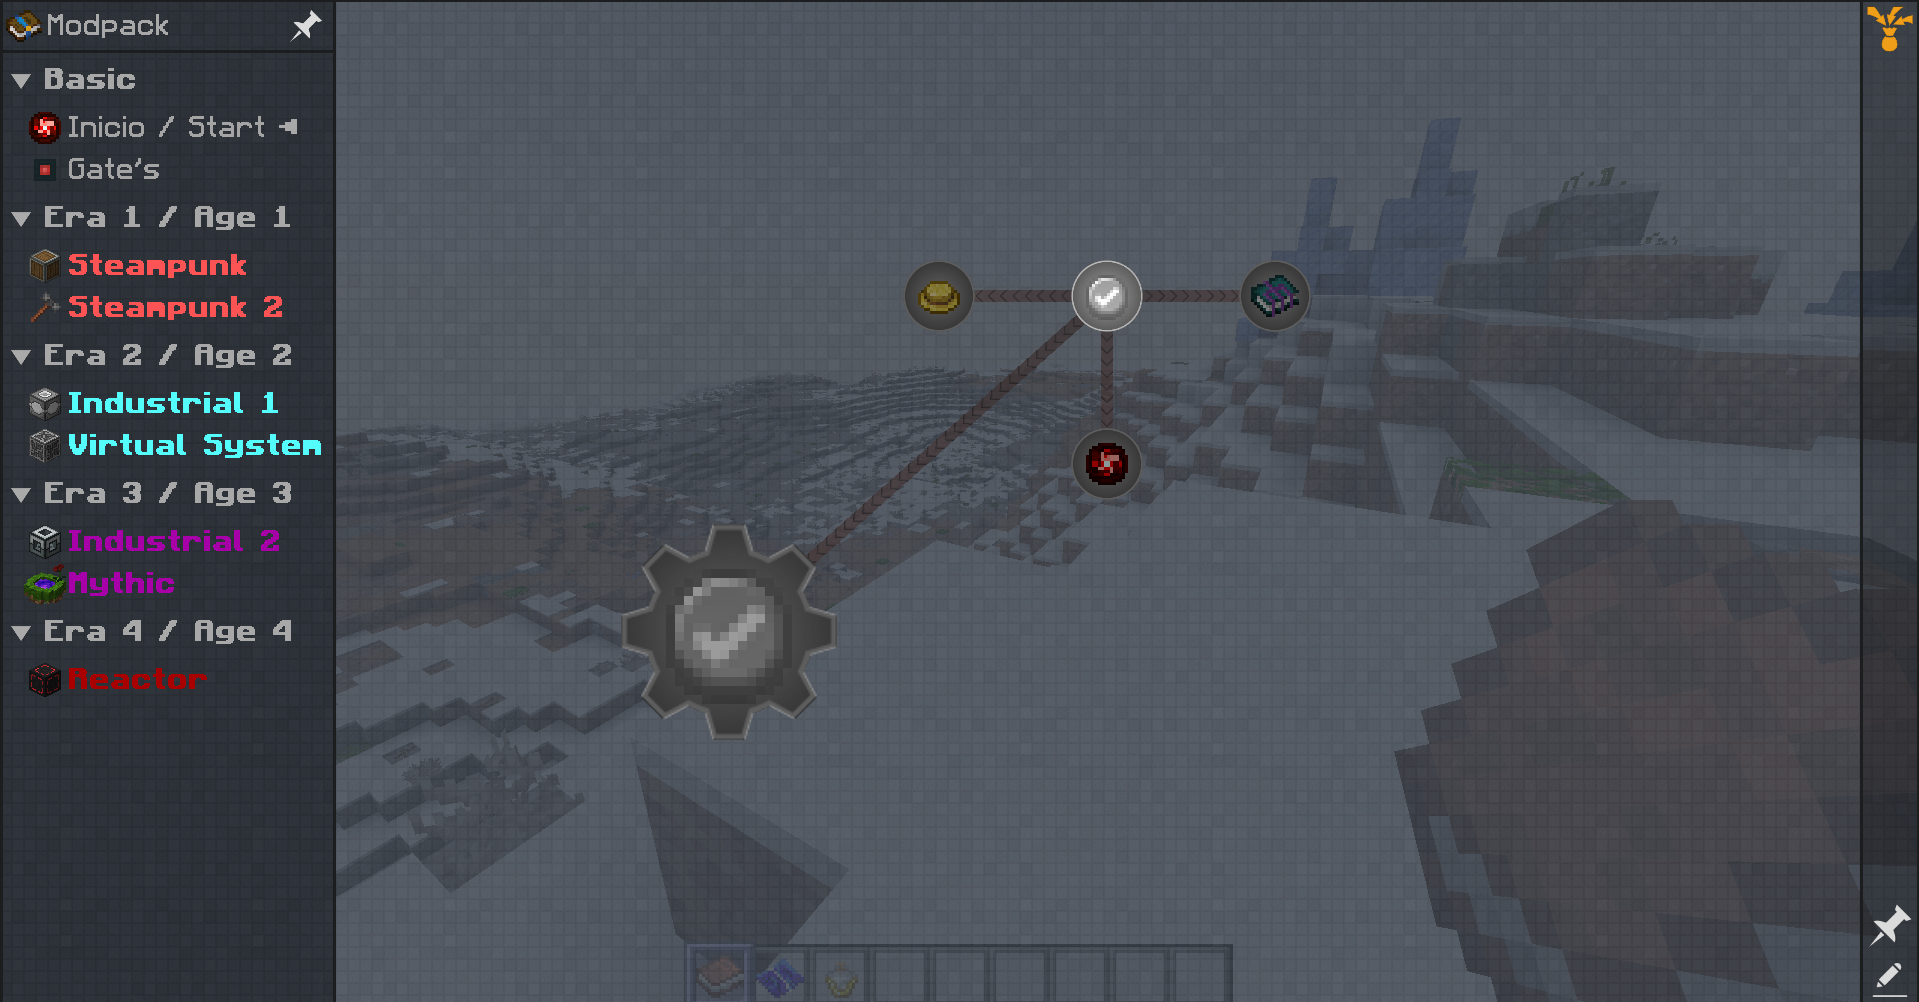 Modpack
Basic
Inicio / Start
Gate's
Era 1 / Age 1
Steampunk
Steampunk 2
Era 2 / Age 2
Industrial 1
Virtual System
Era 3 / Age 3
Industrial 2
Mythic
Era 4 / Age 4
Reactor